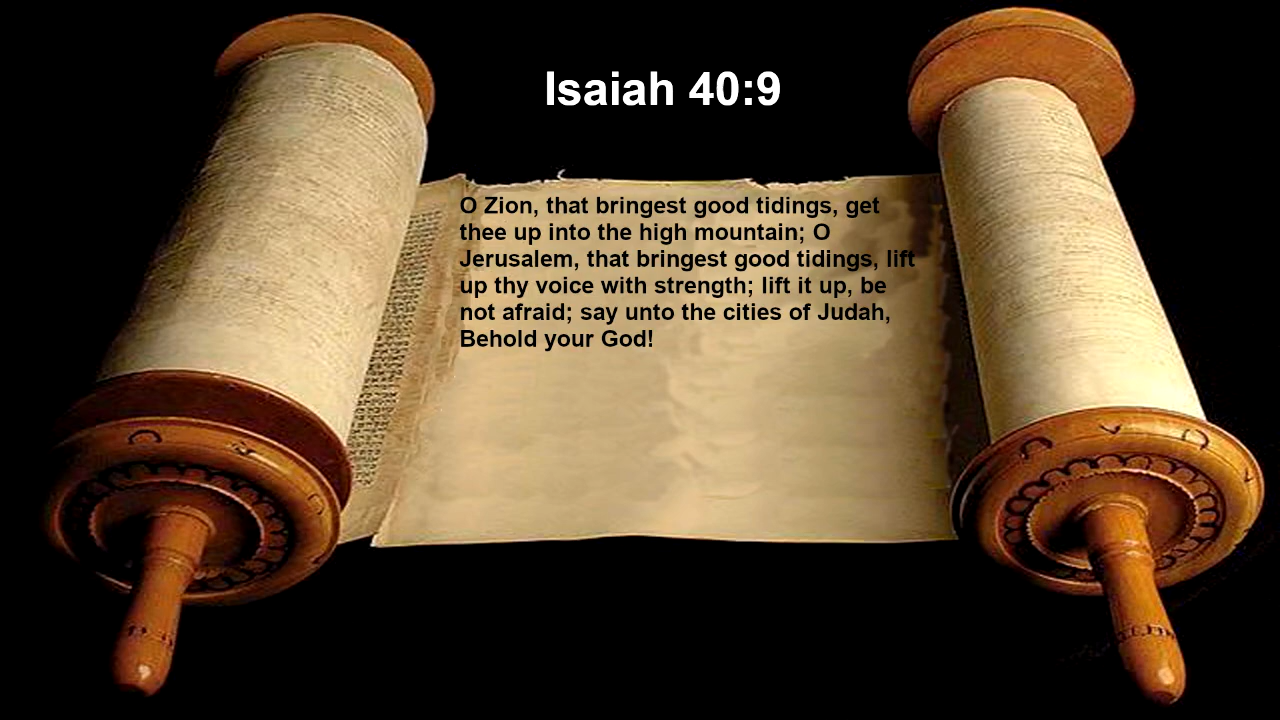 Isaiah 40:9
O Zion, that bringest good tidings, get
thee up into the high mountain; O
Jerusalem, that bringest good tidings, lift
up thy voice with strength; lift it up, be
not afraid; say unto the cities of Judah,
Behold your God!